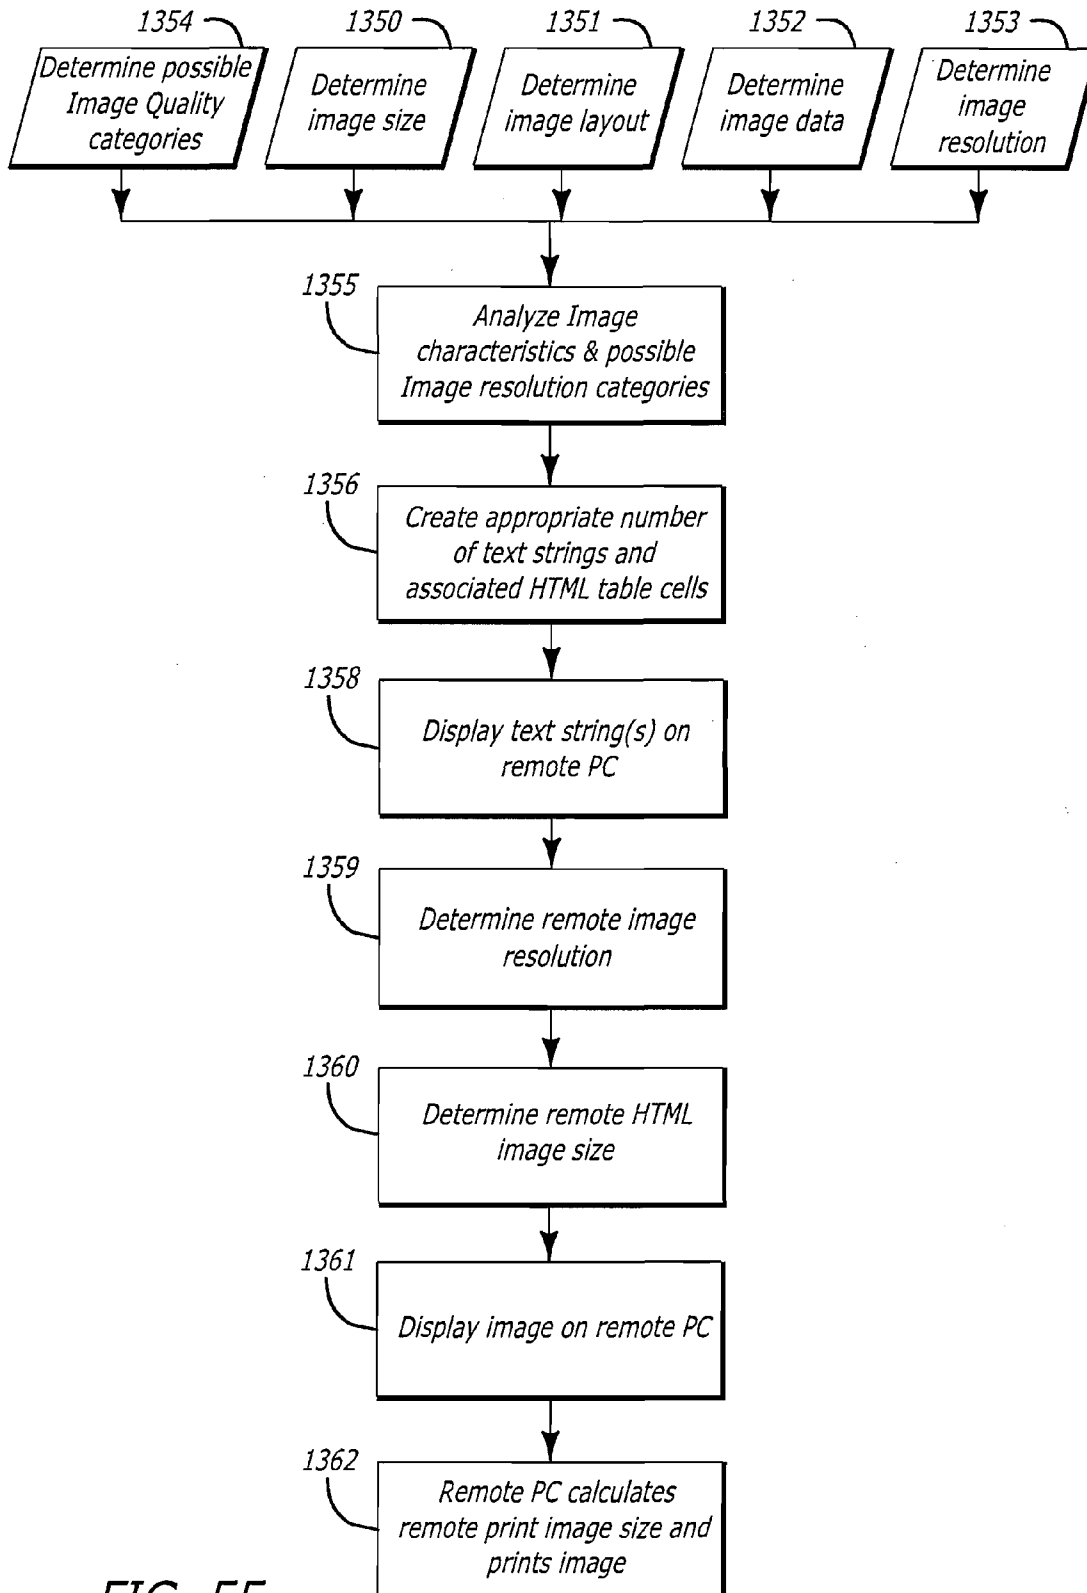 1354
1350
1351
1352
1353
Determine possible
Image Quality
categories
Determine
image size
Determine
image layout
Determine
image data
Determine
image
resolution
1355
Analyze Image
characteristics & possible
Image resolution categories
1356
Create appropriate number
of text strings and
associated HTML table cells
1358
Display text string(s) on
remote PC
1359
Determine remote image
resolution
1360
Determine remote HTML
image size
1361
Display image on remote PC
1362
Remote PC calculates
remote print image size and
prints image
FIG. 55